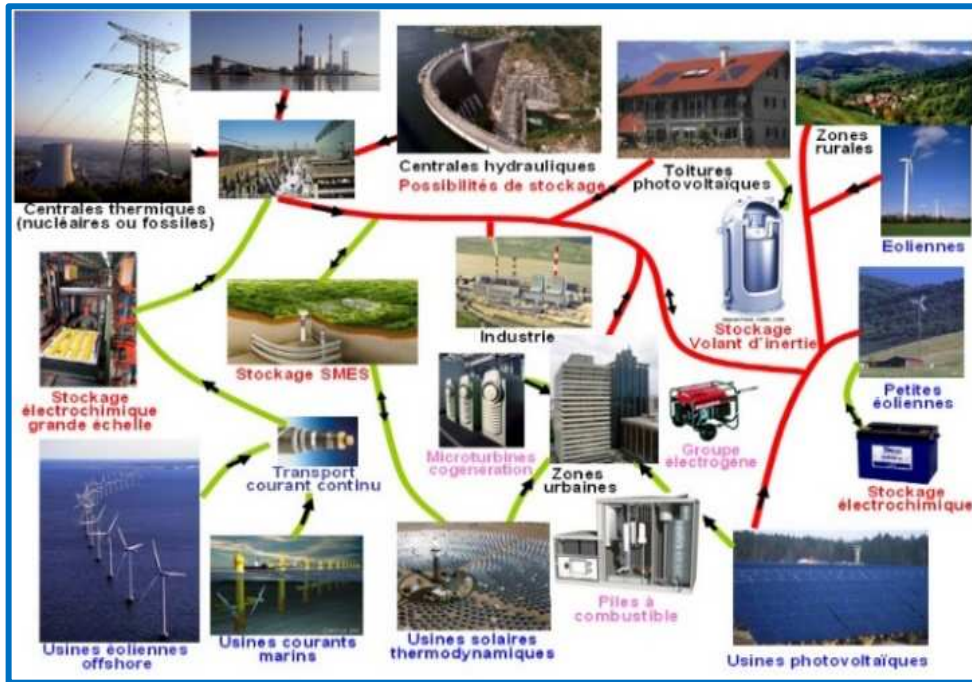 Centrales thermiques
(nucléaires ou fossiles)
Centrales hydrauliques
Possibilités de stockage
Toitures
photovoltaïques
Zones
rurales
Eoliennes
Stockage
électrochimique
grande échelle
Stockage SMES
Industrie
Stockage
Volant d'inertie
Petites
éoliennes
Transport
courant continu
Microturbines
cogeneration
Zones
urbaines
Groupe
électrogène
Stockage
électrochimique
Usines éoliennes
offshore
Usines courants
marins
Usines solaires
thermodynamiques
Piles à
combustible
Usines photovoltaïques